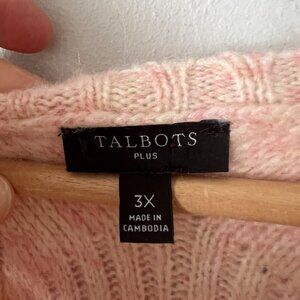 TALBOTS
PLUS
3X
MADE IN
CAMBODIA